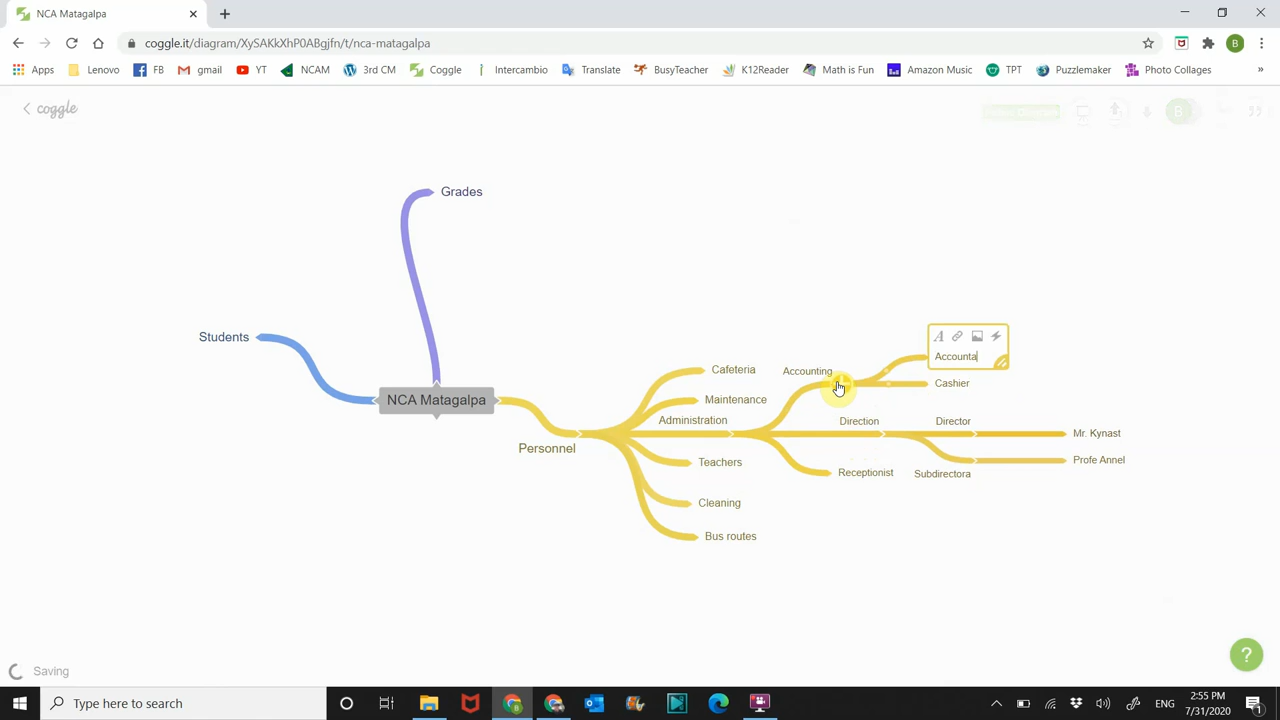 NCA Matagalpa
coggle.it/diagram/XySAKkXhP0ABgjfn/t/nca-matagalpa
B
Apps Lenovo FB gmail YT NCAM 3rd CM Coggle Intercambio Translate BusyTeacher K12Reader Math is Fun Amazon Music TPT Puzzlemaker Photo Collages »
coggle
B
Grades
Students
NCA Matagalpa
Personnel
Cafeteria
Maintenance
Administration
Teachers
Cleaning
Bus routes
Accounting
Accounta
Cashier
Direction
Director
Mr. Kynast
Receptionist
Subdirectora
Profe Annel
Saving
?
Type here to search
ENG
2:55 PM
7/31/2020
1